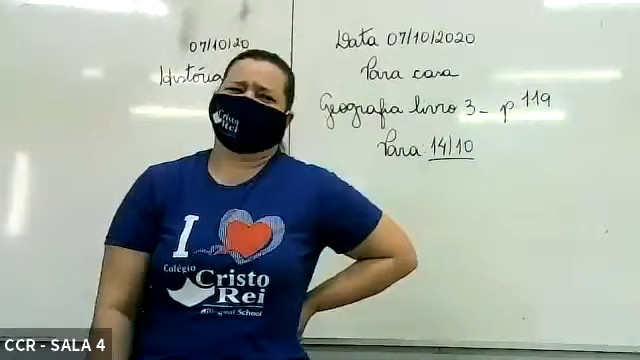 07/10/20
História
Data 07/10/2020
Para casa
Geografia livro 3 - p 119
Para: 14/10
Cristo
Rei
I
Colégio
Cristo
Rei
Bilingual School
CCR - SALA 4